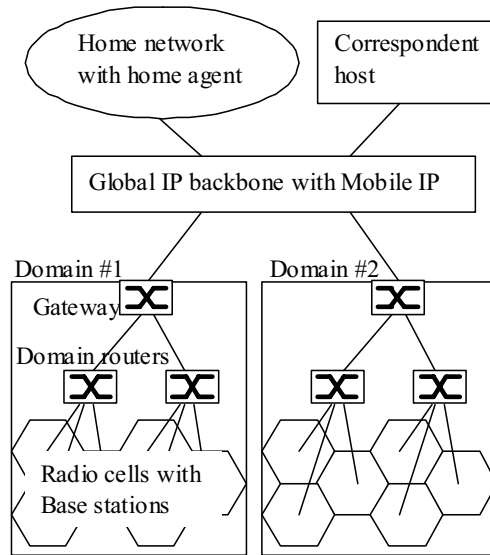 Home network
with home agent
Correspondent
host
Global IP backbone with Mobile IP
Domain #1
Domain #2
Gateway
Domain routers
Radio cells with
Base stations